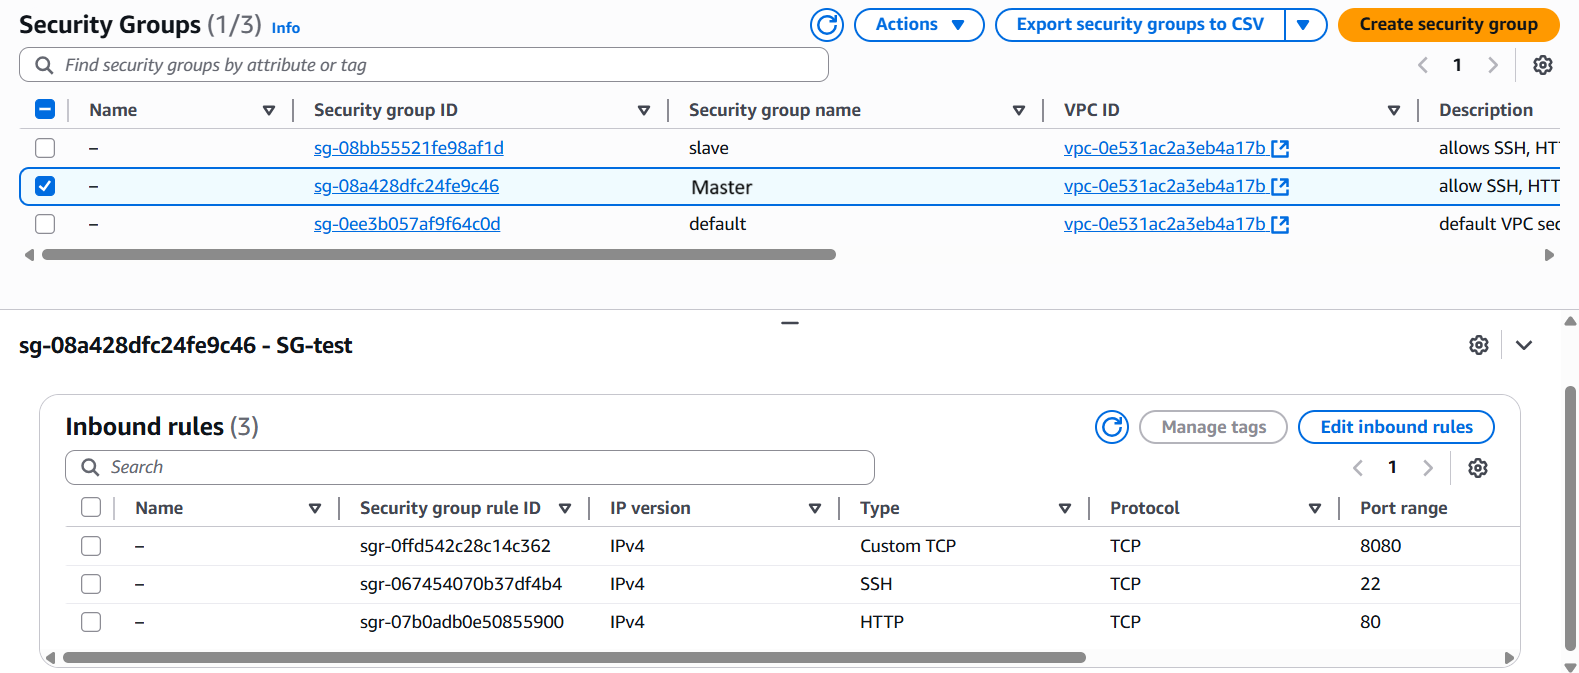 Security Groups (1/3) Info
Actions
Export security groups to CSV
Create security group
Find security groups by attribute or tag
1
Name Security group ID Security group name VPC ID Description
– sg-08bb55521fe98af1d slave vpc-0e531ac2a3eb4a17b allows SSH, HT
– sg-08a428dfc24fe9c46 Master vpc-0e531ac2a3eb4a17b allow SSH, HTT
– sg-0ee3b057af9f64c0d default vpc-0e531ac2a3eb4a17b default VPC sec
sg-08a428dfc24fe9c46 - SG-test
Inbound rules (3)
Manage tags
Edit inbound rules
Search
1
Name Security group rule ID IP version Type Protocol Port range
– sgr-0ffd542c28c14c362 IPv4 Custom TCP TCP 8080
– sgr-067454070b37df4b4 IPv4 SSH TCP 22
– sgr-07b0adb0e50855900 IPv4 HTTP TCP 80